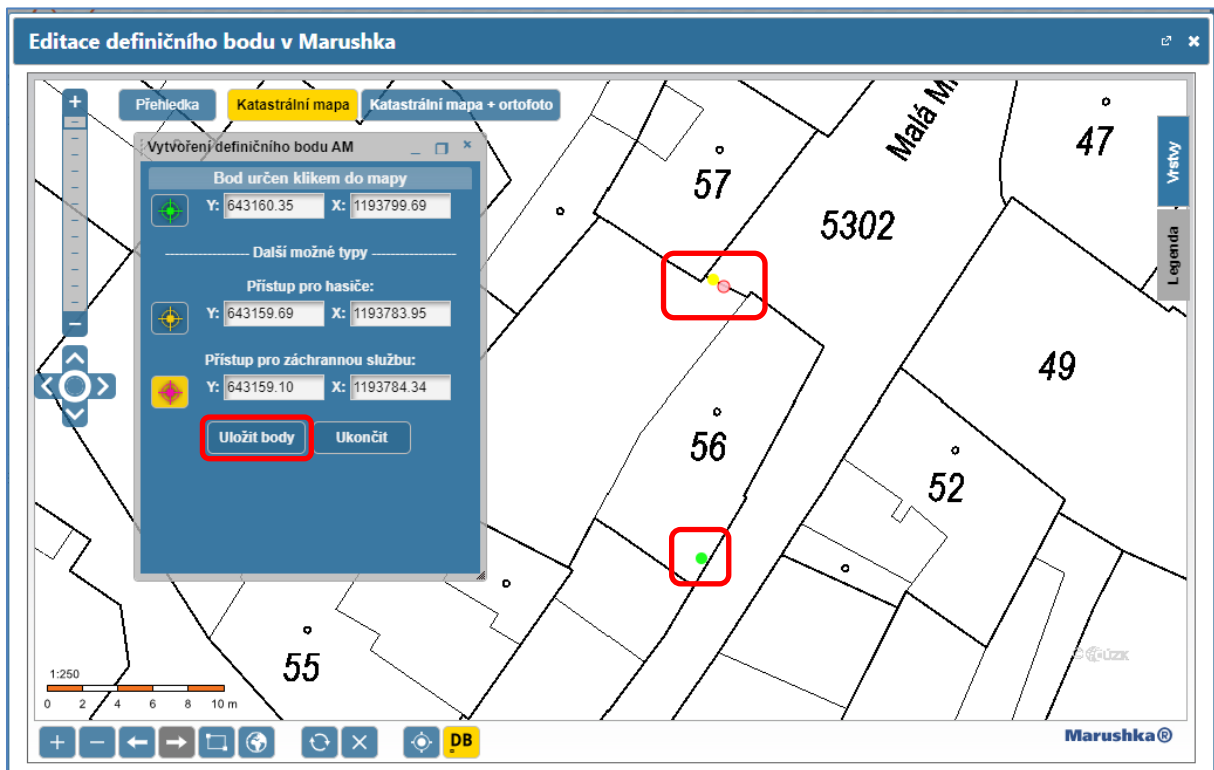 Editace definičního bodu v Marushka
Přehledka
Katastrální mapa
Katastrální mapa + ortofoto
Vytvoření definičního bodu AM
Bod určen klikem do mapy
Y: 643160.35 X: 1193799.69
-------------------- Další možné typy --------------------
Přístup pro hasiče:
Y: 643159.69 X: 1193783.95
Přístup pro záchrannou službu:
Y: 643159.10 X: 1193784.34
Uložit body Ukončit
Malá M
47
57
5302
49
56
52
55
Vrstvy
Legenda
1:250
0 2 4 6 8 10 m
© ČÚZK
DB
Marushka®